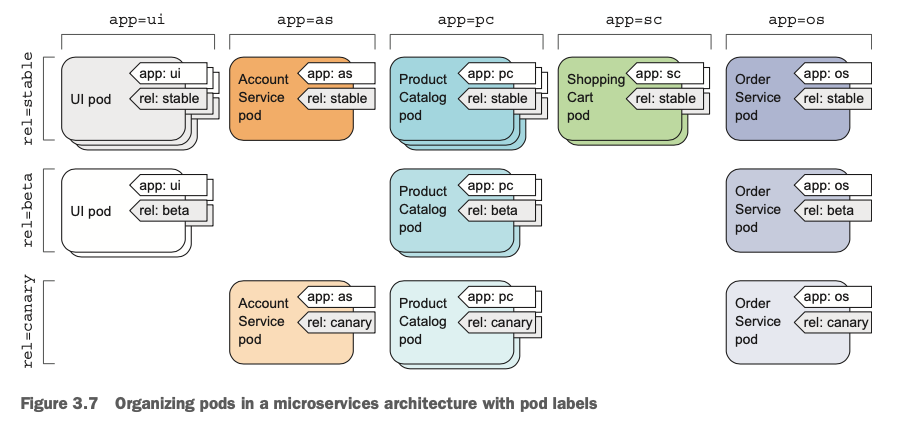 app=ui
app=as
app=pc
app=sc
app=os
rel=stable
UI pod
app: ui
rel: stable
Account
Service
pod
app: as
rel: stable
Product
Catalog
pod
app: pc
rel: stable
Shopping
Cart
pod
app: sc
rel: stable
Order
Service
pod
app: os
rel: stable
rel=beta
UI pod
app: ui
rel: beta
Product
Catalog
pod
app: pc
rel: beta
Order
Service
pod
app: os
rel: beta
rel=canary
Account
Service
pod
app: as
rel: canary
Product
Catalog
pod
app: pc
rel: canary
Order
Service
pod
app: os
rel: canary
Figure 3.7 Organizing pods in a microservices architecture with pod labels